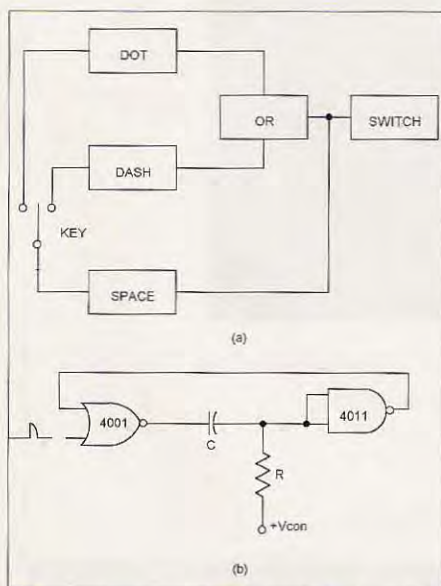 DOT
OR
SWITCH
DASH
KEY
SPACE
(a)
4001
4011
C
R
+Vcon
(b)